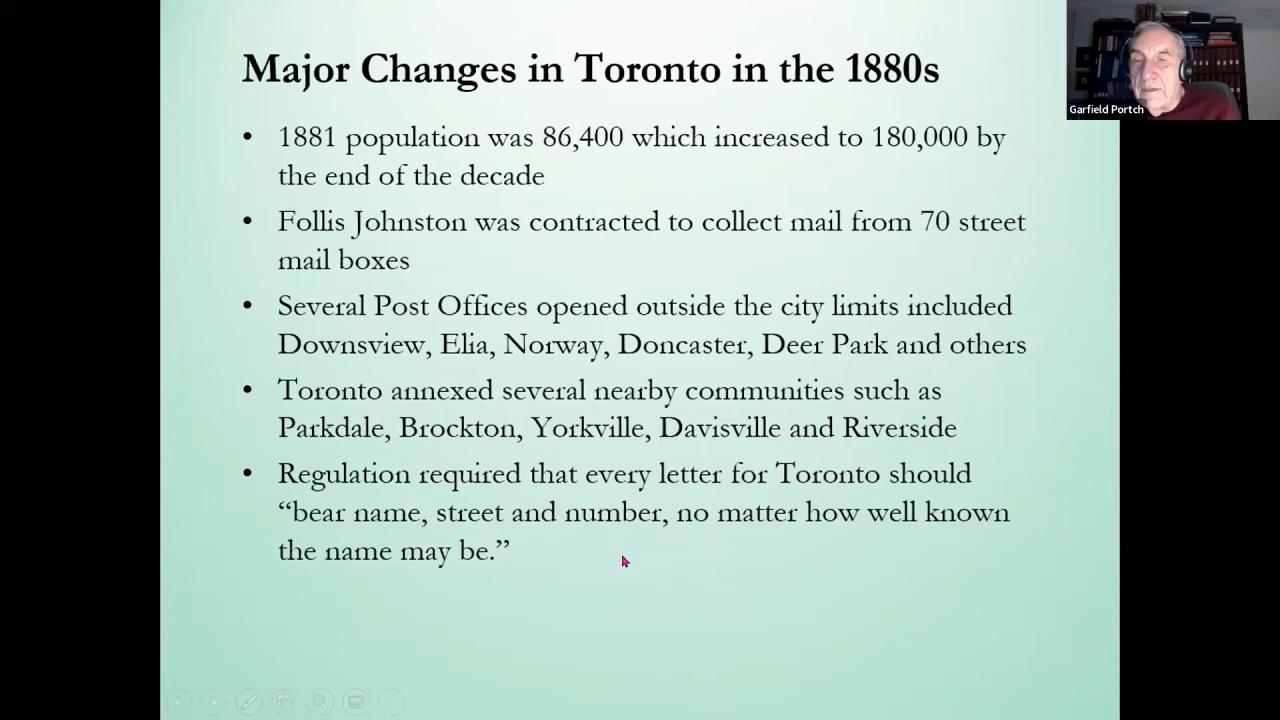 Major Changes in Toronto in the 1880s
• 1881 population was 86,400 which increased to 180,000 by
the end of the decade
• Follis Johnston was contracted to collect mail from 70 street
mail boxes
• Several Post Offices opened outside the city limits included
Downsview, Elia, Norway, Doncaster, Deer Park and others
• Toronto annexed several nearby communities such as
Parkdale, Brockton, Yorkville, Davisville and Riverside
• Regulation required that every letter for Toronto should
“bear name, street and number, no matter how well known
the name may be.”
Garfield Portch